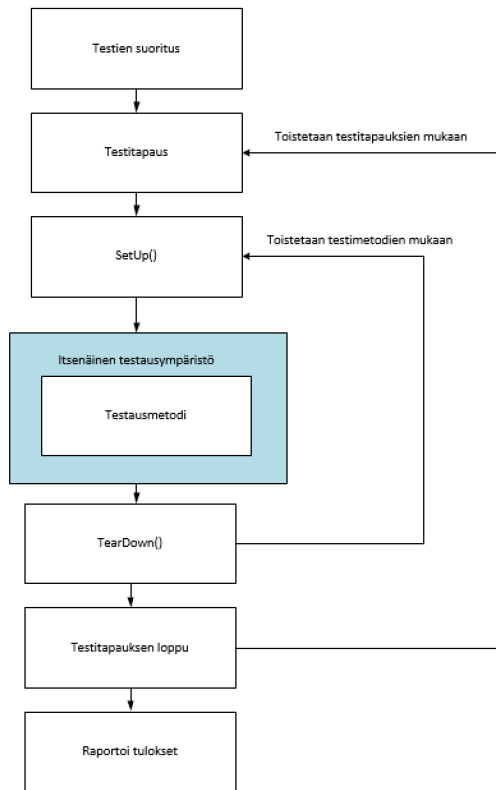 Testien suoritus
Testitapaus
Toistetaan testitapauksien mukaan
SetUp()
Toistetaan testimetodien mukaan
Itsenäinen testausympäristö
Testausmetodi
TearDown()
Testitapauksen loppu
Raportoi tulokset